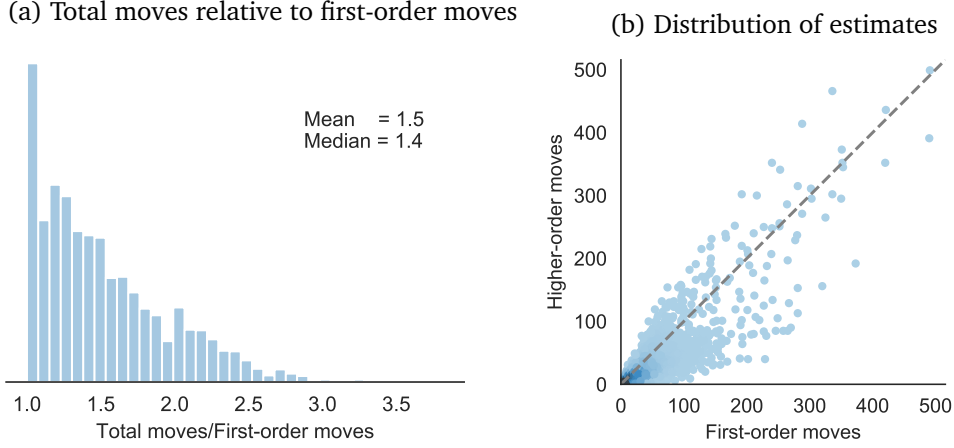 (a) Total moves relative to first-order moves
Mean = 1.5
Median = 1.4
1.0 1.5 2.0 2.5 3.0 3.5
Total moves/First-order moves
(b) Distribution of estimates
Higher-order moves
500
400
300
200
100
0
0 100 200 300 400 500
First-order moves